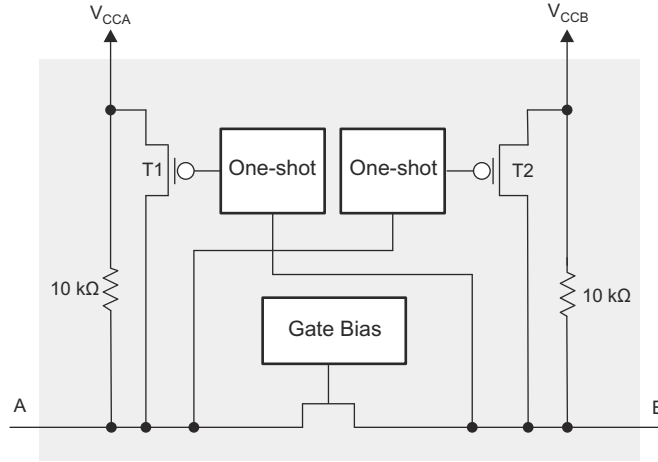 VCCA
VCCB
T1
One-shot
One-shot
T2
10 kΩ
10 kΩ
Gate Bias
A
B